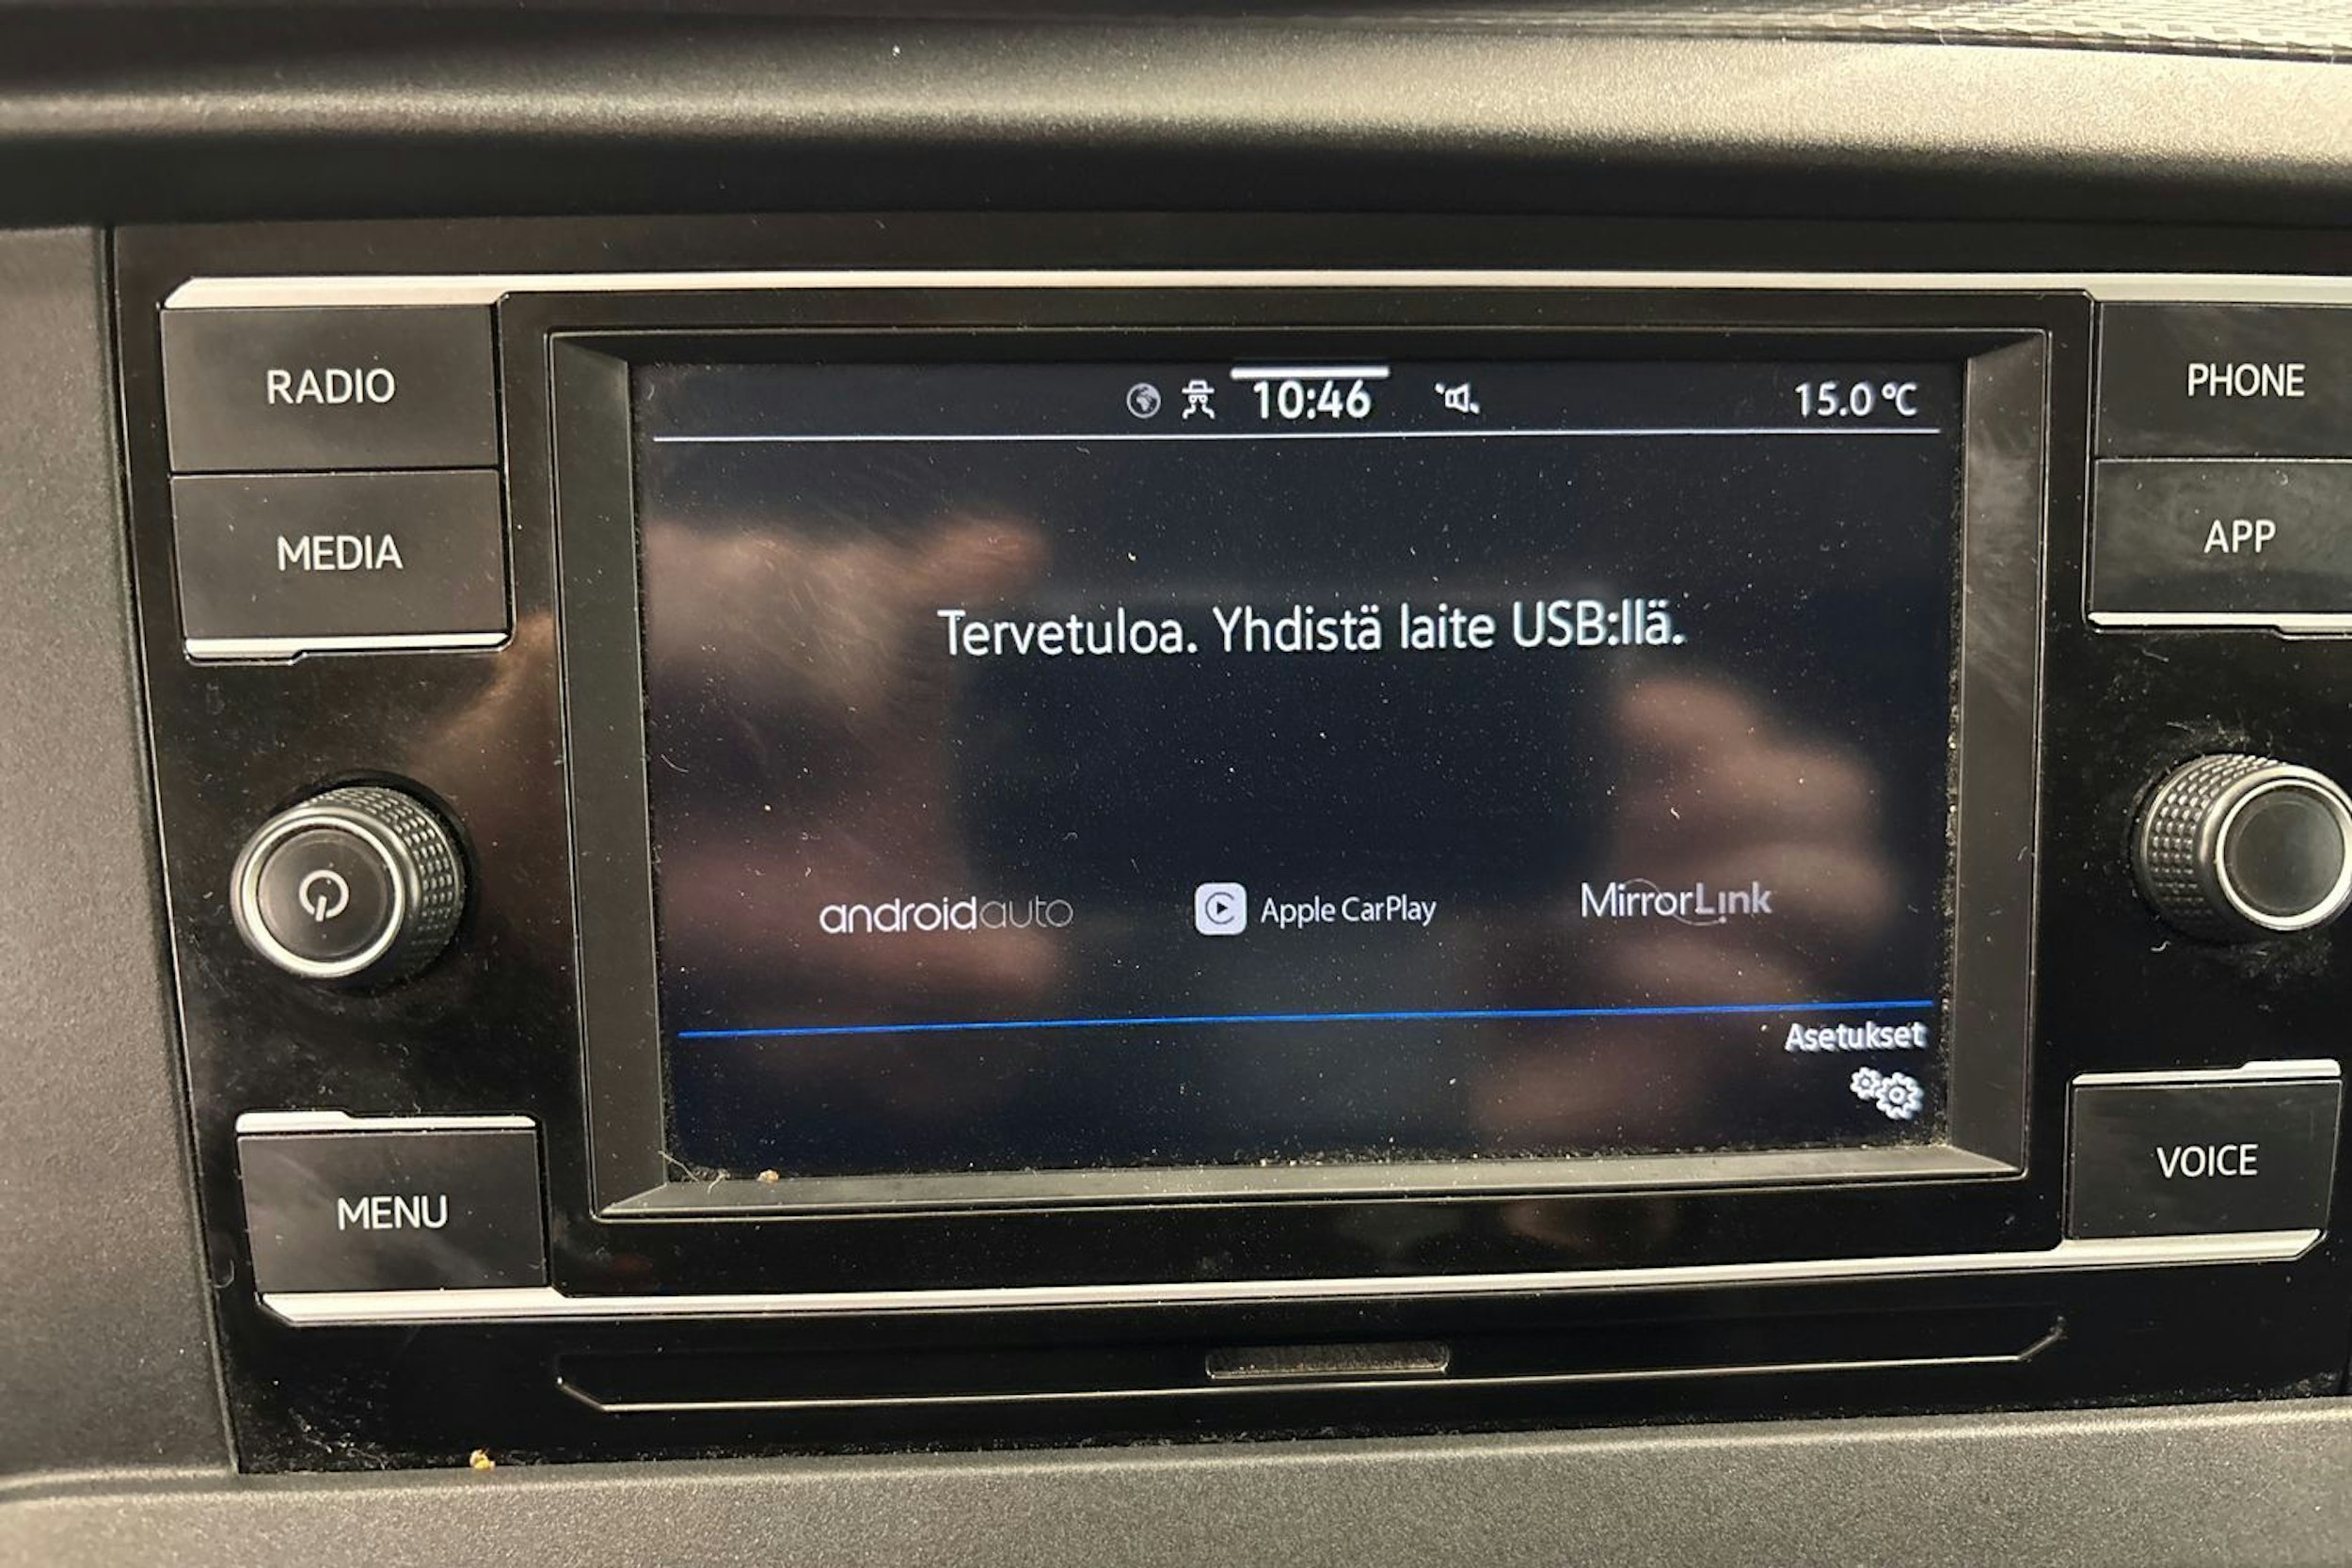 RADIO
MEDIA
MENU
10:46
15.0 °C
Tervetuloa. Yhdistä laite USB:llä.
androidauto
Apple CarPlay
MirrorLink
Asetukset
PHONE
APP
VOICE